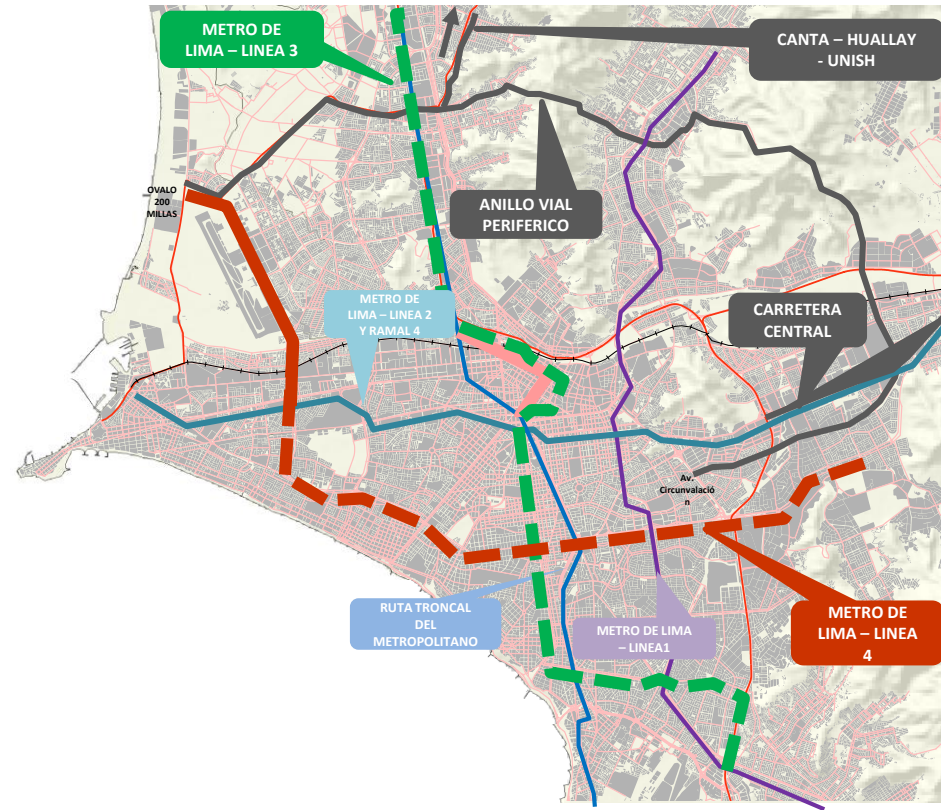 METRO DE
LIMA – LINEA 3
CANTA – HUALLAY
- UNISH
OVALO
200
MILLAS
ANILLO VIAL
PERIFERICO
METRO DE
LIMA – LINEA 2
Y RAMAL 4
CARRETERA
CENTRAL
Av.
Circunvalació
n
RUTA TRONCAL
DEL
METROPOLITANO
METRO DE LIMA
– LINEA1
METRO DE
LIMA – LINEA
4